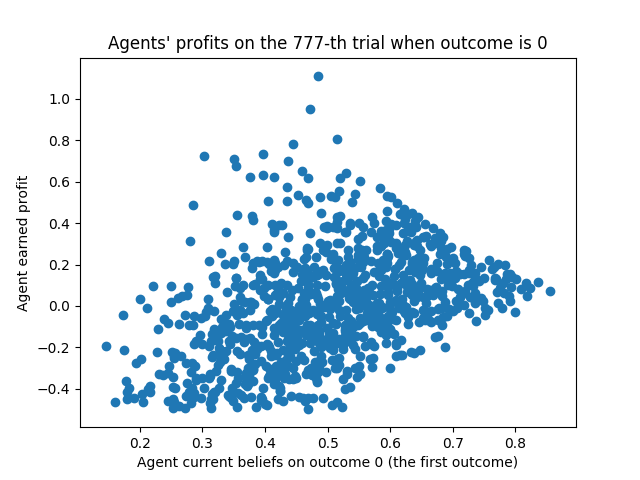 Agents' profits on the 777-th trial when outcome is 0
Agent earned profit
1.0
0.8
0.6
0.4
0.2
0.0
−0.2
−0.4
0.2 0.3 0.4 0.5 0.6 0.7 0.8
Agent current beliefs on outcome 0 (the first outcome)